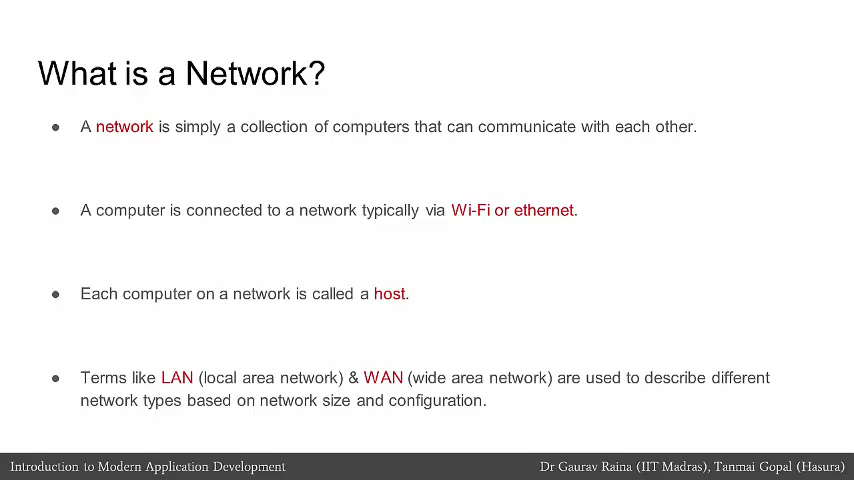 What is a Network?
● A network is simply a collection of computers that can communicate with each other.
● A computer is connected to a network typically via Wi-Fi or ethernet.
● Each computer on a network is called a host.
● Terms like LAN (local area network) & WAN (wide area network) are used to describe different
network types based on network size and configuration.
Introduction to Modern Application Development
Dr Gaurav Raina (IIT Madras), Tanmai Gopal (Hasura)